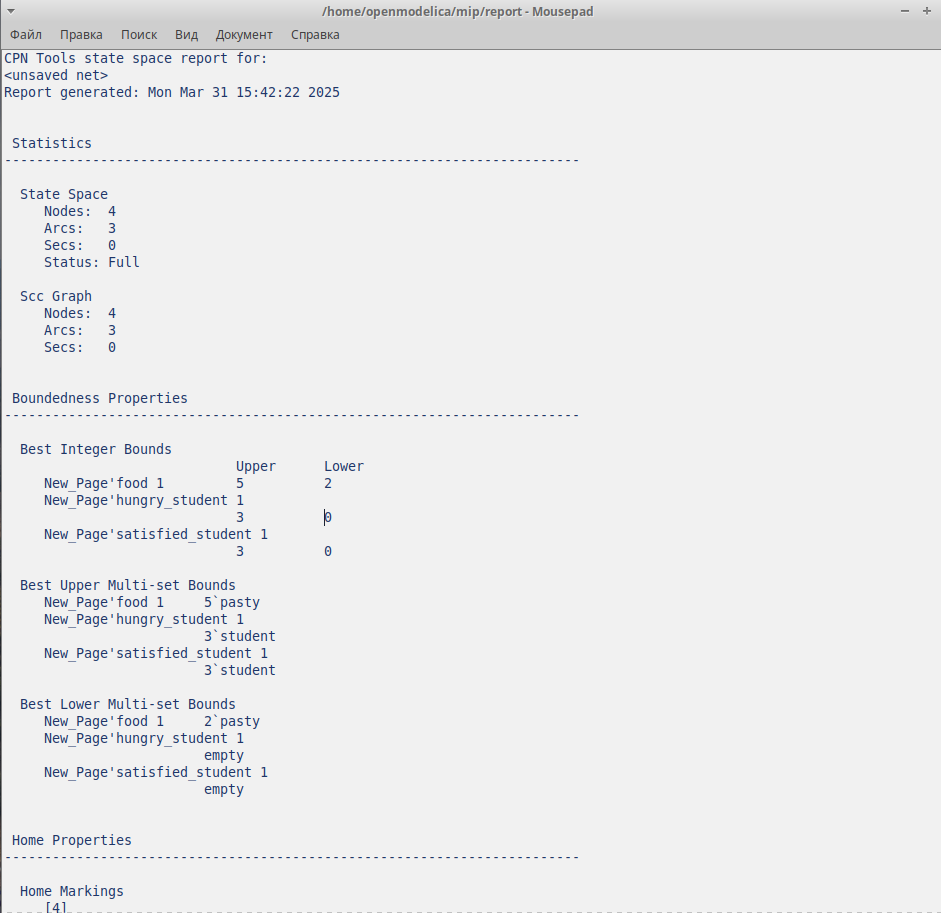 /home/openmodelica/mip/report - Mousepad
Файл Правка Поиск Вид Документ Справка
CPN Tools state space report for:
<unsaved net>
Report generated: Mon Mar 31 15:42:22 2025
Statistics
------------------------------------------------------------------------
State Space
Nodes: 4
Arcs: 3
Secs: 0
Status: Full
Scc Graph
Nodes: 4
Arcs: 3
Secs: 0
Boundedness Properties
------------------------------------------------------------------------
Best Integer Bounds
Upper Lower
New_Page'food 1 5 2
New_Page'hungry_student 1
3 0
New_Page'satisfied_student 1
3 0
Best Upper Multi-set Bounds
New_Page'food 1 5`pasty
New_Page'hungry_student 1
3`student
New_Page'satisfied_student 1
3`student
Best Lower Multi-set Bounds
New_Page'food 1 2`pasty
New_Page'hungry_student 1
empty
New_Page'satisfied_student 1
empty
Home Properties
------------------------------------------------------------------------
Home Markings
[4]